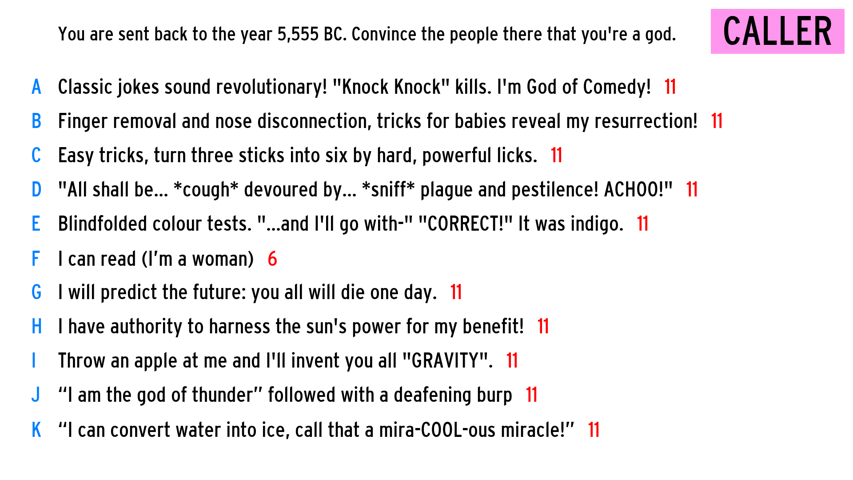 You are sent back to the year 5,555 BC. Convince the people there that you're a god.
CALLER
A Classic jokes sound revolutionary! "Knock Knock" kills. I'm God of Comedy! 11
B Finger removal and nose disconnection, tricks for babies reveal my resurrection! 11
C Easy tricks, turn three sticks into six by hard, powerful licks. 11
D "All shall be... *cough* devoured by... *sniff* plague and pestilence! ACHOO!" 11
E Blindfolded colour tests. "...and I'll go with-" "CORRECT!" It was indigo. 11
F I can read (I’m a woman) 6
G I will predict the future: you all will die one day. 11
H I have authority to harness the sun's power for my benefit! 11
I Throw an apple at me and I'll invent you all "GRAVITY". 11
J “I am the god of thunder” followed with a deafening burp 11
K “I can convert water into ice, call that a mira-COOL-ous miracle!” 11